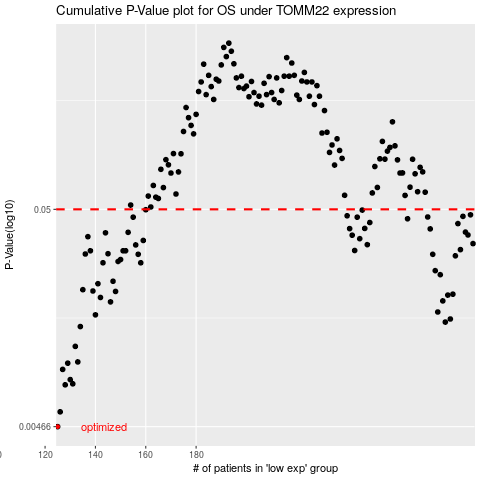 Cumulative P-Value plot for OS under TOMM22 expression
P-Value(log10)
0.05
0.00466
optimized
0 120 140 160 180
# of patients in 'low exp' group